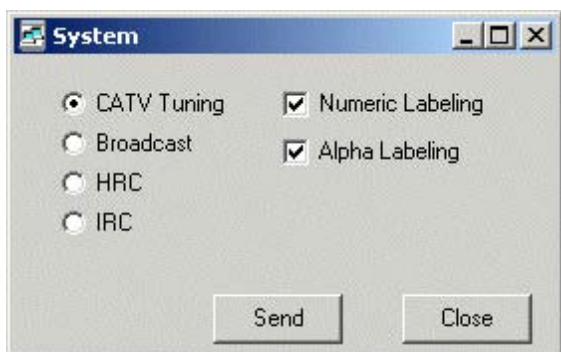 System
CATV Tuning
Numeric Labeling
Broadcast
Alpha Labeling
HRC
IRC
Send
Close